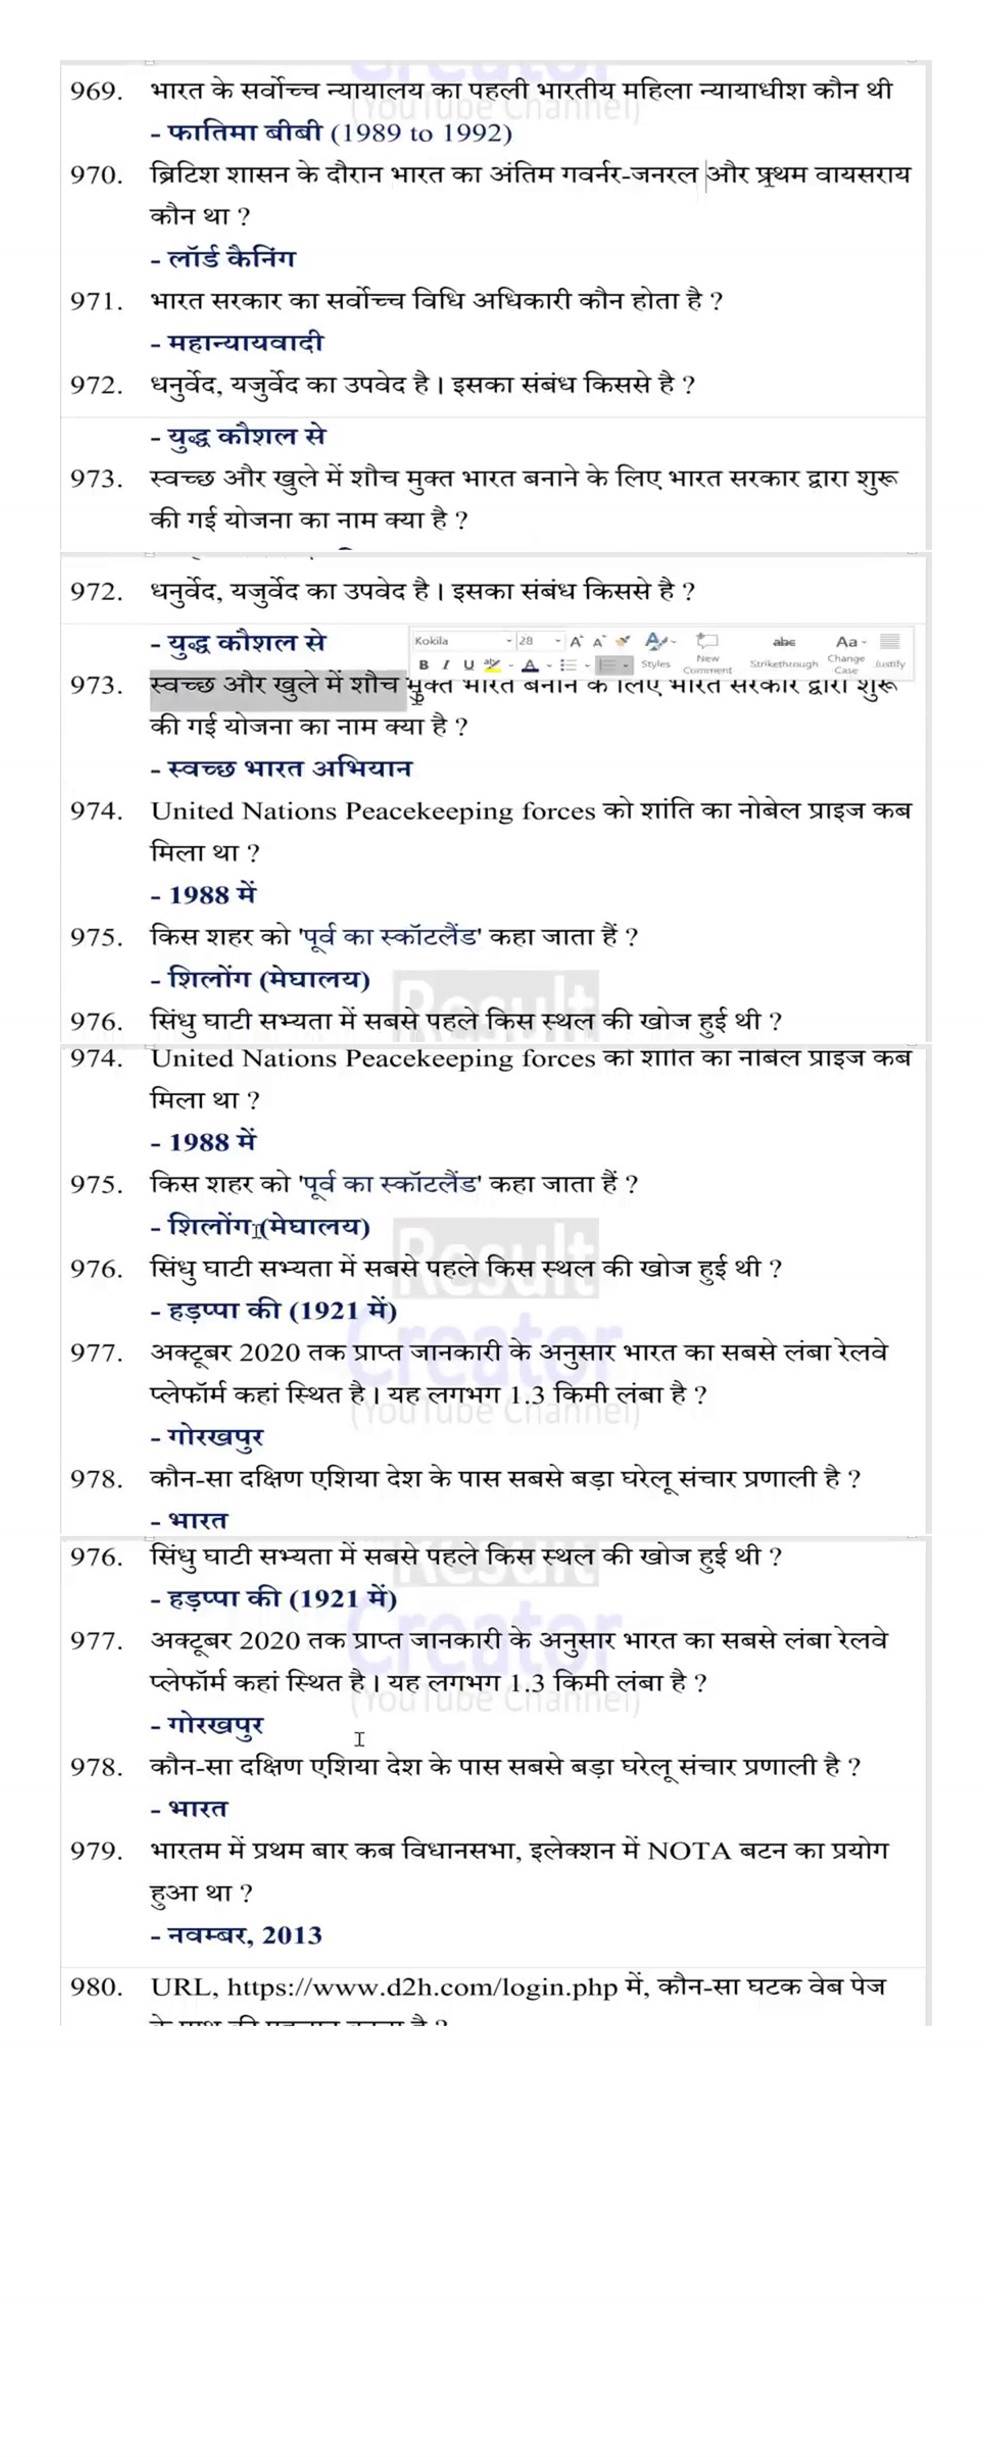 969. भारत के सर्वोच्च न्यायालय का पहली भारतीय महिला न्यायाधीश कौन थी
- फातिमा बीबी (1989 to 1992)
970. ब्रिटिश शासन के दौरान भारत का अंतिम गवर्नर-जनरल और प्रथम वायसराय
कौन था ?
- लॉर्ड कैनिंग
971. भारत सरकार का सर्वोच्च विधि अधिकारी कौन होता है ?
- महान्यायवादी
972. धनुर्वेद, यजुर्वेद का उपवेद है। इसका संबंध किससे है ?
- युद्ध कौशल से
973. स्वच्छ और खुले में शौच मुक्त भारत बनाने के लिए भारत सरकार द्वारा शुरू
की गई योजना का नाम क्या है ?
972. धनुर्वेद, यजुर्वेद का उपवेद है। इसका संबंध किससे है ?
- युद्ध कौशल से
Kokila 28
B I U Styles New Comment Strikethrough Change Case Justify
973. स्वच्छ और खुले में शौच मुक्त भारत बनाने के लिए भारत सरकार द्वारा शुरू
की गई योजना का नाम क्या है ?
- स्वच्छ भारत अभियान
974. United Nations Peacekeeping forces को शांति का नोबेल प्राइज कब
मिला था ?
- 1988 में
975. किस शहर को 'पूर्व का स्कॉटलैंड' कहा जाता हैं ?
- शिलोंग (मेघालय)
Result
976. सिंधु घाटी सभ्यता में सबसे पहले किस स्थल की खोज हुई थी ?
974. United Nations Peacekeeping forces को शांति का नोबेल प्राइज कब
मिला था ?
- 1988 में
975. किस शहर को 'पूर्व का स्कॉटलैंड' कहा जाता हैं ?
- शिलोंग (मेघालय)
Result
976. सिंधु घाटी सभ्यता में सबसे पहले किस स्थल की खोज हुई थी ?
- हड़प्पा की (1921 में)
Creator
977. अक्टूबर 2020 तक प्राप्त जानकारी के अनुसार भारत का सबसे लंबा रेलवे
प्लेफॉर्म कहां स्थित है। यह लगभग 1.3 किमी लंबा है ?
(YouTube Channel)
- गोरखपुर
978. कौन-सा दक्षिण एशिया देश के पास सबसे बड़ा घरेलू संचार प्रणाली है ?
- भारत
976. सिंधु घाटी सभ्यता में सबसे पहले किस स्थल की खोज हुई थी ?
- हड़प्पा की (1921 में)
Creator
977. अक्टूबर 2020 तक प्राप्त जानकारी के अनुसार भारत का सबसे लंबा रेलवे
प्लेफॉर्म कहां स्थित है। यह लगभग 1.3 किमी लंबा है ?
(YouTube Channel)
- गोरखपुर
978. कौन-सा दक्षिण एशिया देश के पास सबसे बड़ा घरेलू संचार प्रणाली है ?
- भारत
979. भारतम में प्रथम बार कब विधानसभा, इलेक्शन में NOTA बटन का प्रयोग
हुआ था ?
- नवम्बर, 2013
980. URL, https://www.d2h.com/login.php में, कौन-सा घटक वेब पेज